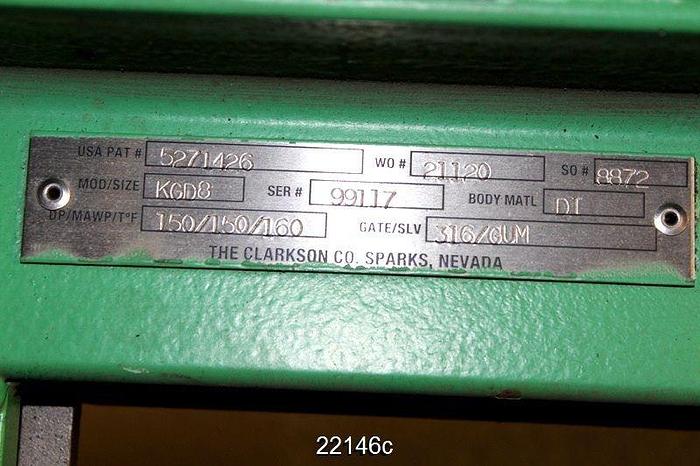 USA PAT # 5271426 WO # 21120 SO # 8872
MOD/SIZE KGD8 SER # 99117 BODY MATL DI
DP/MAWP/T°F 150/150/160 GATE/SLV 316/GUM
THE CLARKSON CO. SPARKS, NEVADA
22146c